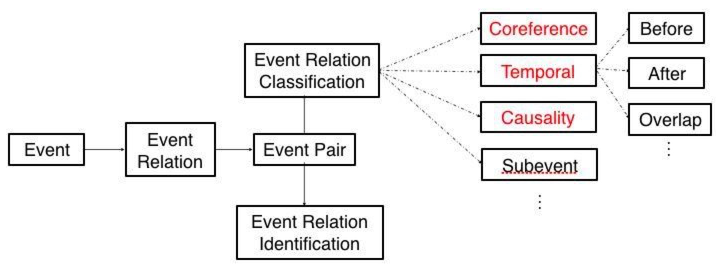 Event
Event
Relation
Event Pair
Event Relation
Classification
Event Relation
Identification
Coreference
Temporal
Causality
Subevent
⋮
Before
After
Overlap
⋮